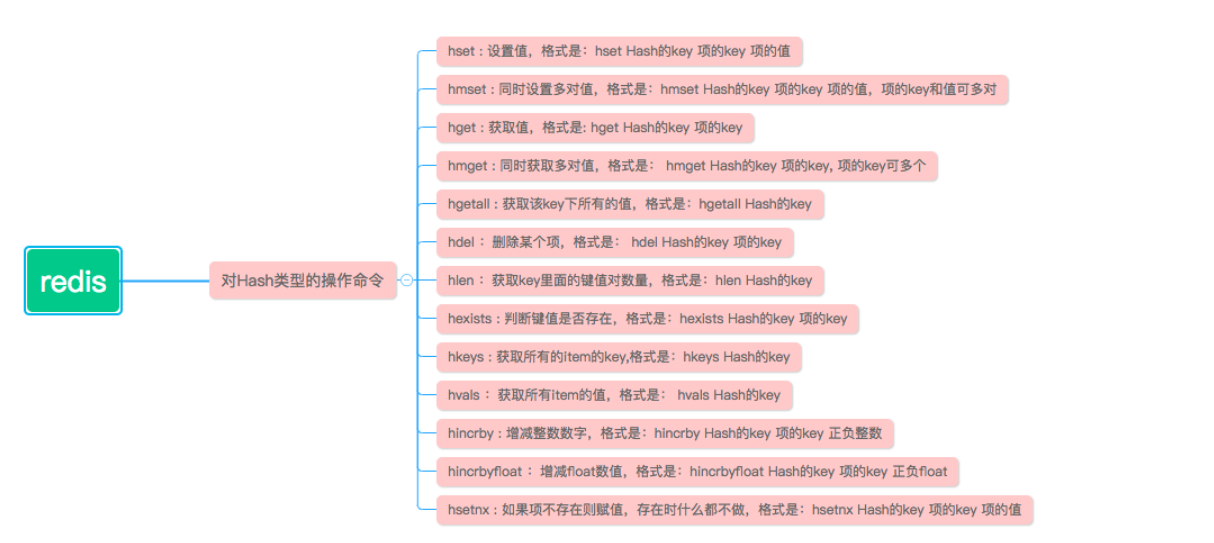 redis
对Hash类型的操作命令
hset : 设置值，格式是：hset Hash的key 项的key 项的值
hmset : 同时设置多对值，格式是：hmset Hash的key 项的key 项的值，项的key和值可多对
hget : 获取值，格式是: hget Hash的key 项的key
hmget : 同时获取多对值，格式是： hmget Hash的key 项的key, 项的key可多个
hgetall : 获取该key下所有的值，格式是：hgetall Hash的key
hdel： 删除某个项，格式是： hdel Hash的key 项的key
hlen： 获取key里面的键值对数量，格式是：hlen Hash的key
hexists : 判断键值是否存在，格式是：hexists Hash的key 项的key
hkeys : 获取所有的item的key,格式是：hkeys Hash的key
hvals： 获取所有item的值，格式是： hvals Hash的key
hincrby : 增减整数数字，格式是：hincrby Hash的key 项的key 正负整数
hincrbyfloat： 增减float数值，格式是：hincrbyfloat Hash的key 项的key 正负float
hsetnx : 如果项不存在则赋值，存在时什么都不做，格式是：hsetnx Hash的key 项的key 项的值